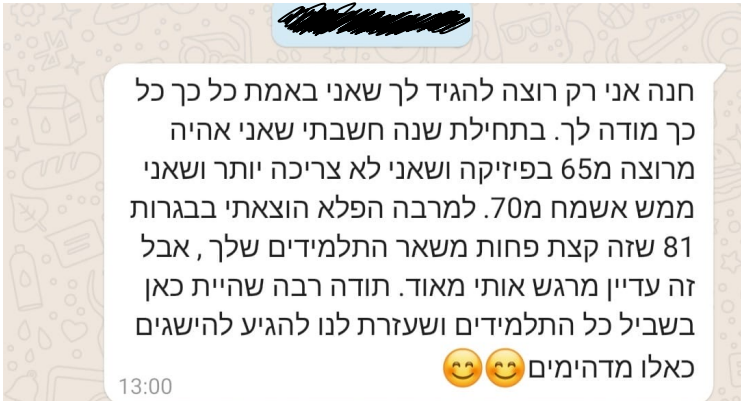 חנה אני רק רוצה להגיד לך שאני באמת כל כך כל
כך מודה לך. בתחילת שנה חשבתי שאני אהיה
מרוצה מ65 בפיזיקה ושאני לא צריכה יותר ושאני
ממש אשמח מ70. למרבה הפלא הוצאתי בבגרות
81 שזה קצת פחות משאר התלמידים שלך , אבל
זה עדיין מרגש אותי מאוד. תודה רבה שהיית כאן
בשביל כל התלמידים ושעזרת לנו להגיע להישגים
כאלו מדהימים😊😊
13:00